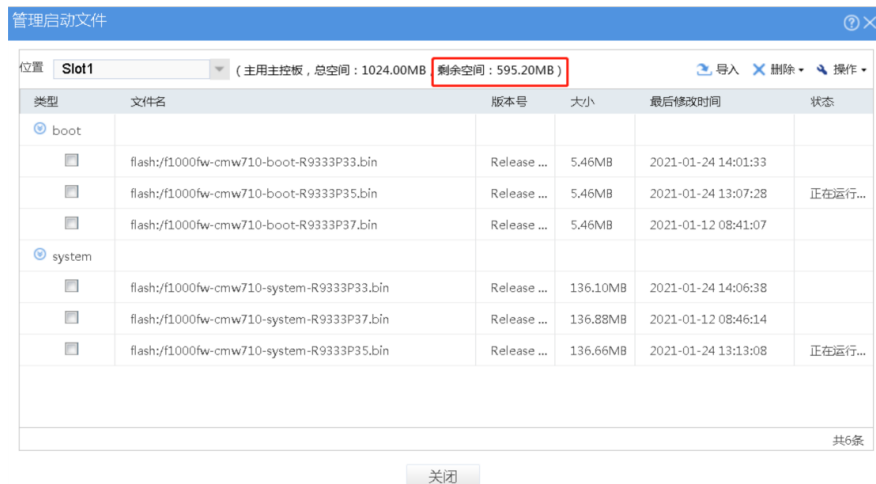 管理启动文件
位置 Slot1 (主用主控板，总空间：1024.00MB，剩余空间：595.20MB) 导入 删除 操作
类型 文件名 版本号 大小 最后修改时间 状态
boot
flash:/f1000fw-cmw710-boot-R9333P33.bin Release ... 5.46MB 2021-01-24 14:01:33
flash:/f1000fw-cmw710-boot-R9333P35.bin Release ... 5.46MB 2021-01-24 13:07:28 正在运行...
flash:/f1000fw-cmw710-boot-R9333P37.bin Release ... 5.46MB 2021-01-12 08:41:07
system
flash:/f1000fw-cmw710-system-R9333P33.bin Release ... 136.10MB 2021-01-24 14:06:38
flash:/f1000fw-cmw710-system-R9333P37.bin Release ... 136.88MB 2021-01-12 08:46:14
flash:/f1000fw-cmw710-system-R9333P35.bin Release ... 136.66MB 2021-01-24 13:13:08 正在运行...
共6条
关闭